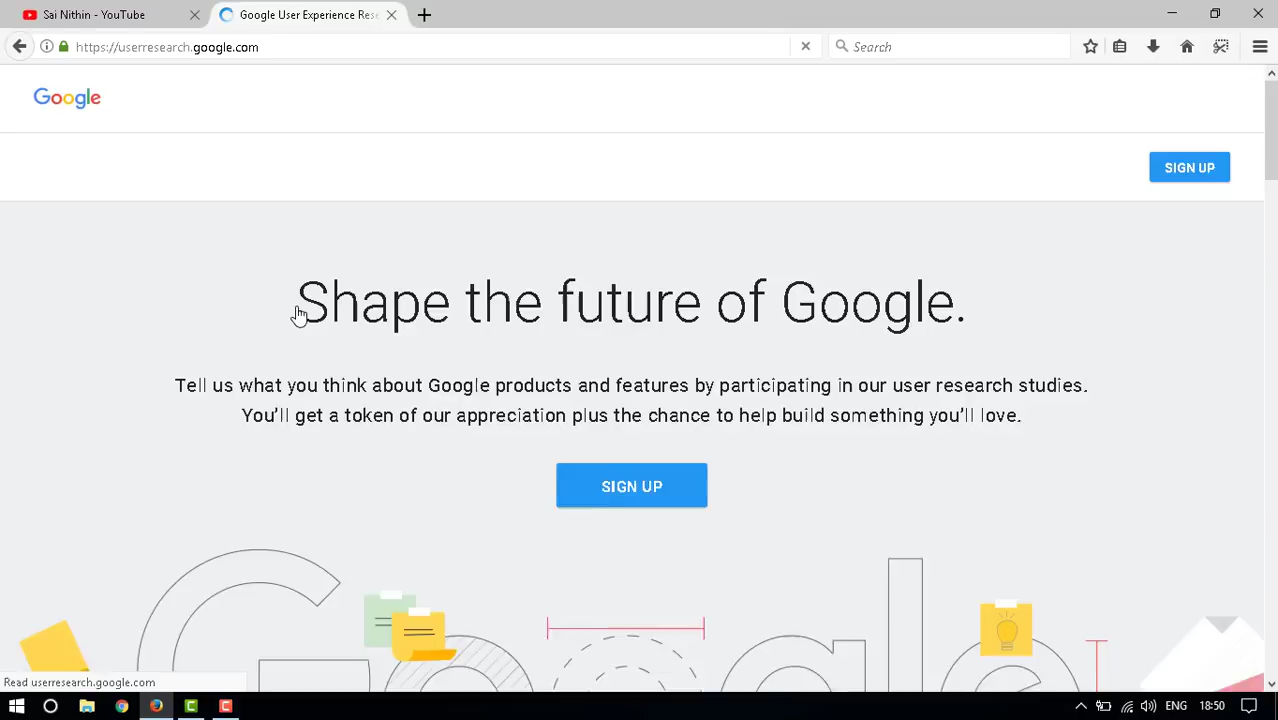 Sai Nithin - YouTube
Google User Experience Res
https://userresearch.google.com
Search
Google
SIGN UP
Shape the future of Google.
Tell us what you think about Google products and features by participating in our user research studies.
You'll get a token of our appreciation plus the chance to help build something you'll love.
SIGN UP
Google
Read userresearch.google.com
ENG
18:50